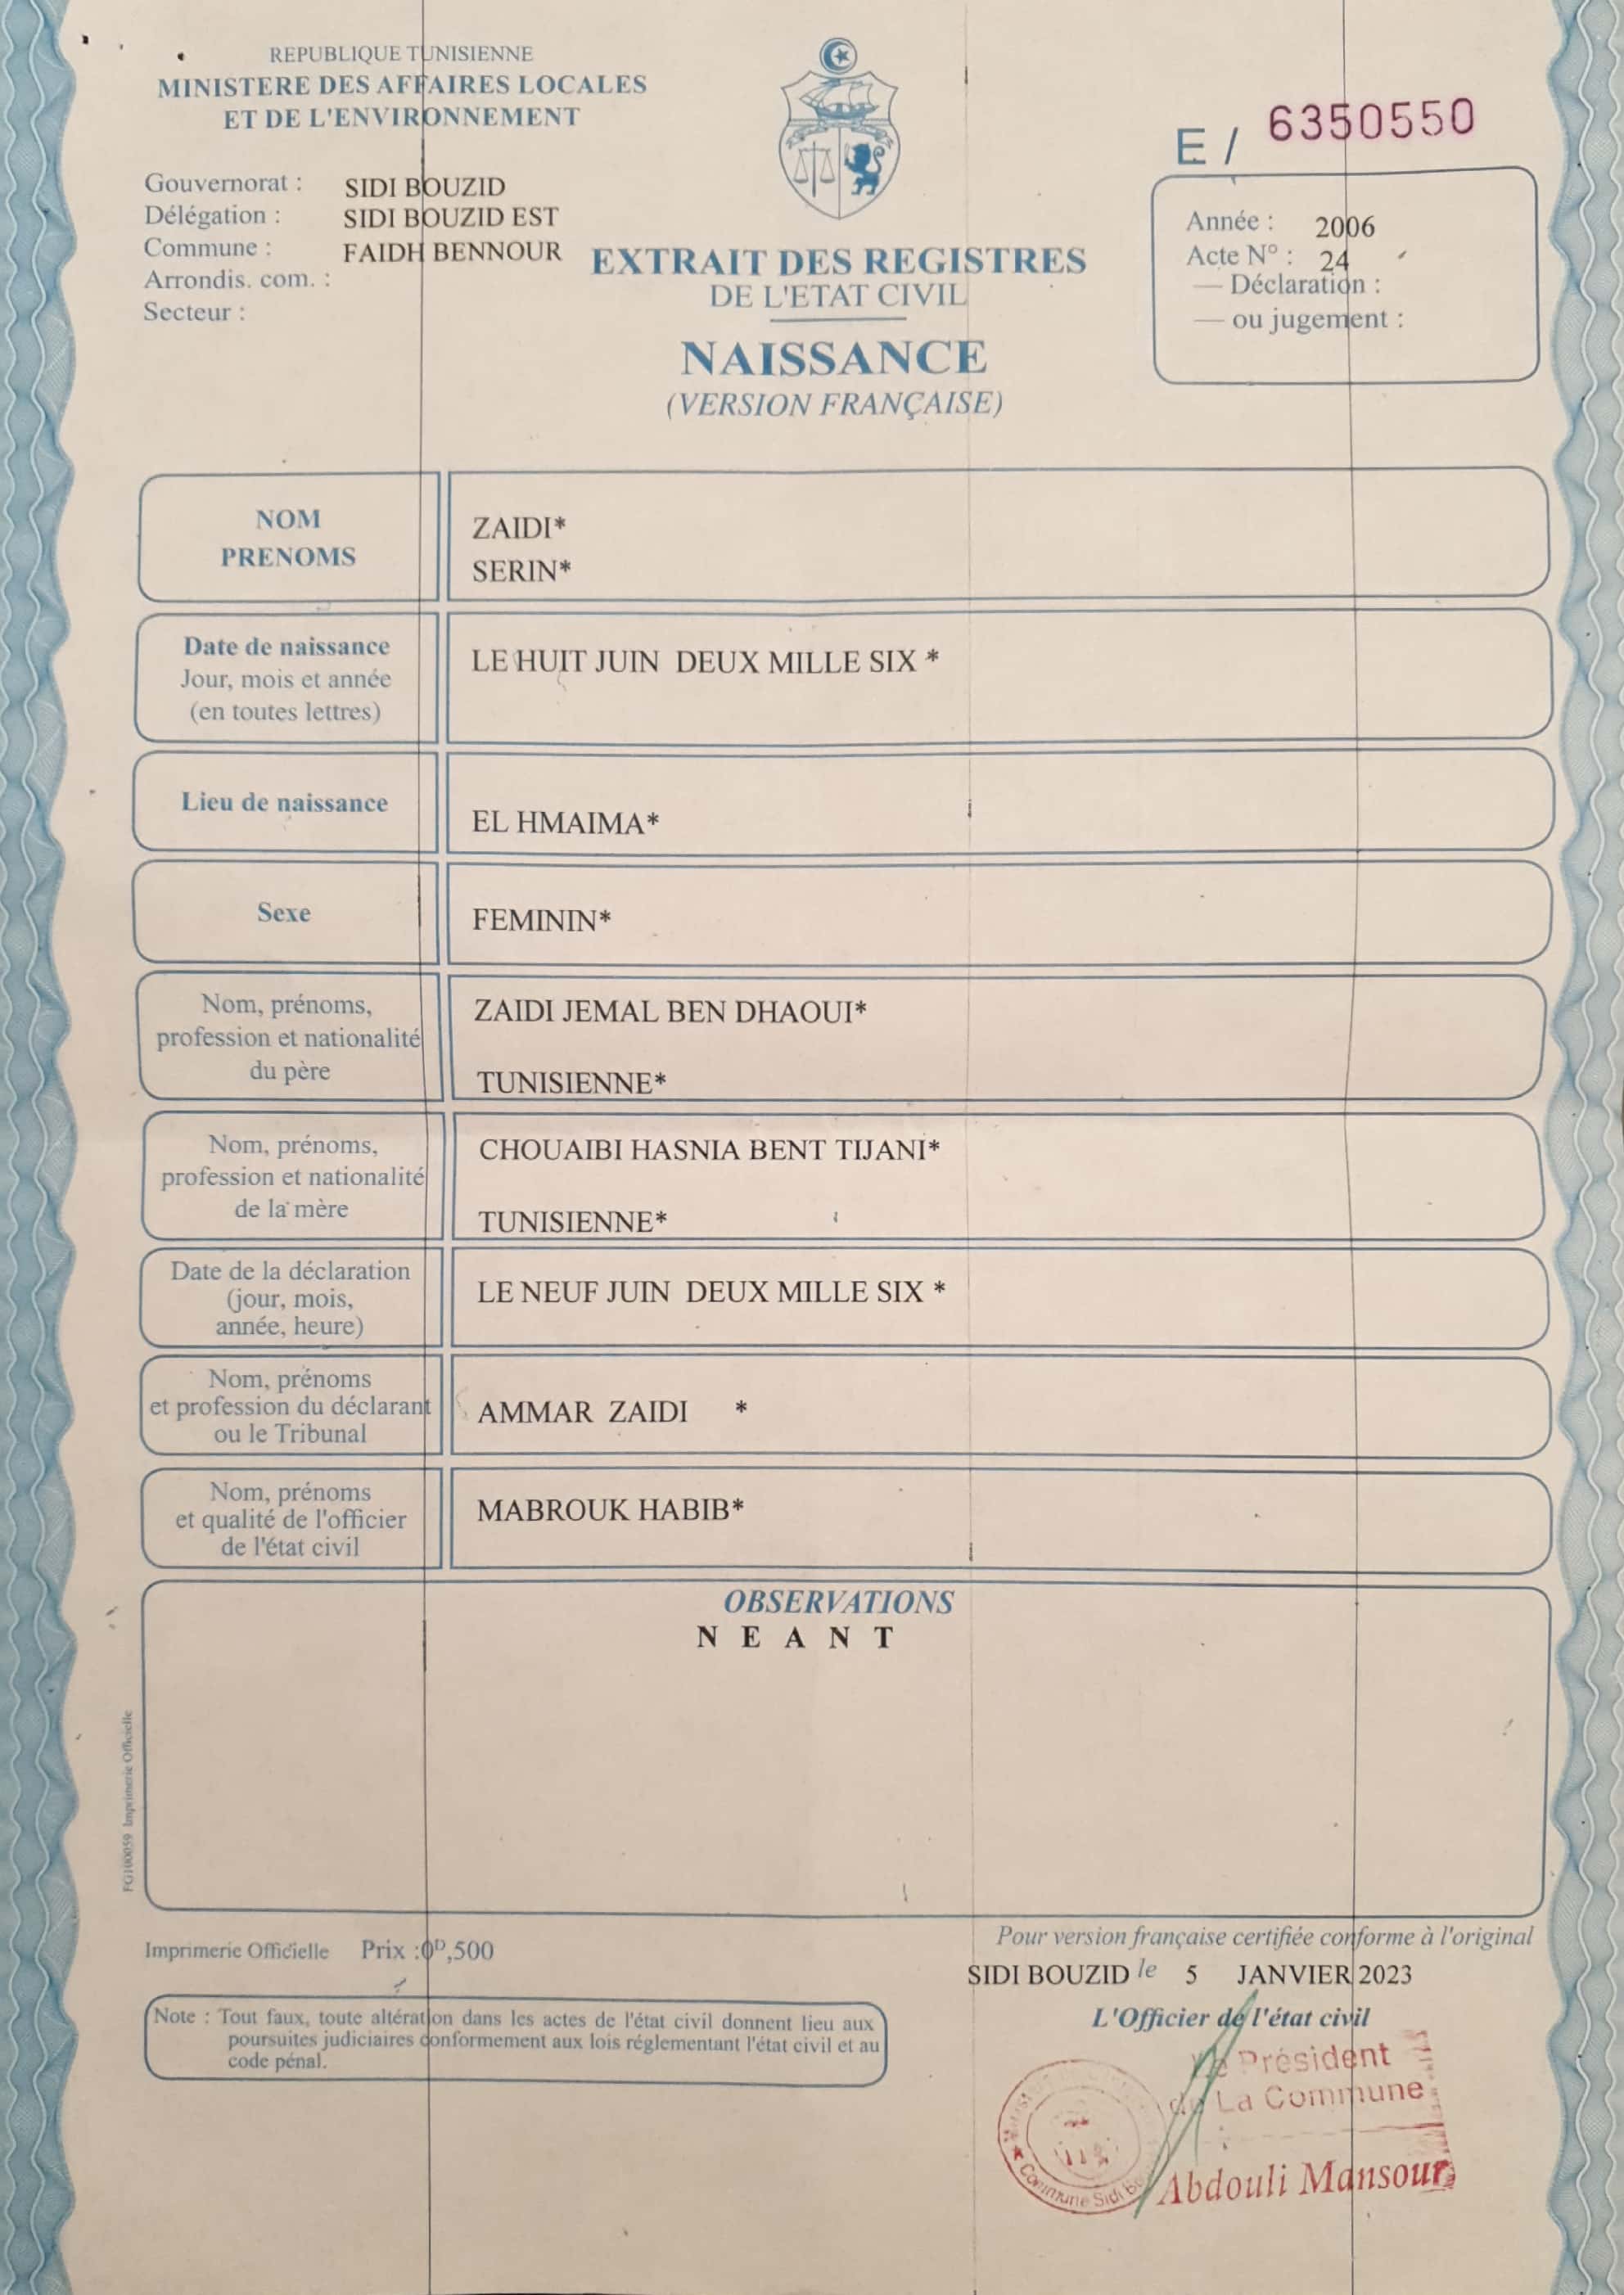 REPUBLIQUE TUNISIENNE
MINISTERE DES AFFAIRES LOCALES
ET DE L'ENVIRONNEMENT
E / 6350550
Gouvernorat : SIDI BOUZID
Délégation : SIDI BOUZID EST
Commune : FAIDH BENNOUR
Arrondis. com. :
Secteur :
Année : 2006
Acte N° : 24
— Déclaration :
— ou jugement :
EXTRAIT DES REGISTRES
DE L'ETAT CIVIL
NAISSANCE
(VERSION FRANÇAISE)
NOM
PRENOMS
ZAIDI*
SERIN*
Date de naissance
Jour, mois et année
(en toutes lettres)
LE HUIT JUIN DEUX MILLE SIX *
Lieu de naissance
EL HMAIMA*
Sexe
FEMININ*
Nom, prénoms,
profession et nationalité
du père
ZAIDI JEMAL BEN DHAOUI*
TUNISIENNE*
Nom, prénoms,
profession et nationalité
de la mère
CHOUAIBI HASNIA BENT TIJANI*
TUNISIENNE*
Date de la déclaration
(jour, mois,
année, heure)
LE NEUF JUIN DEUX MILLE SIX *
Nom, prénoms
et profession du déclarant
ou le Tribunal
AMMAR ZAIDI *
Nom, prénoms
et qualité de l'officier
de l'état civil
MABROUK HABIB*
OBSERVATIONS
N E A N T
FG100059 Imprimerie Officielle
Imprimerie Officielle Prix :0D,500
Note : Tout faux, toute altération dans les actes de l'état civil donnent lieu aux
poursuites judiciaires conformement aux lois réglementant l'état civil et au
code pénal.
Pour version française certifiée conforme à l'original
SIDI BOUZID le 5 JANVIER 2023
L'Officier de l'état civil
Le Président
de La Commune
Abdouli Mansour
Commune Sidi